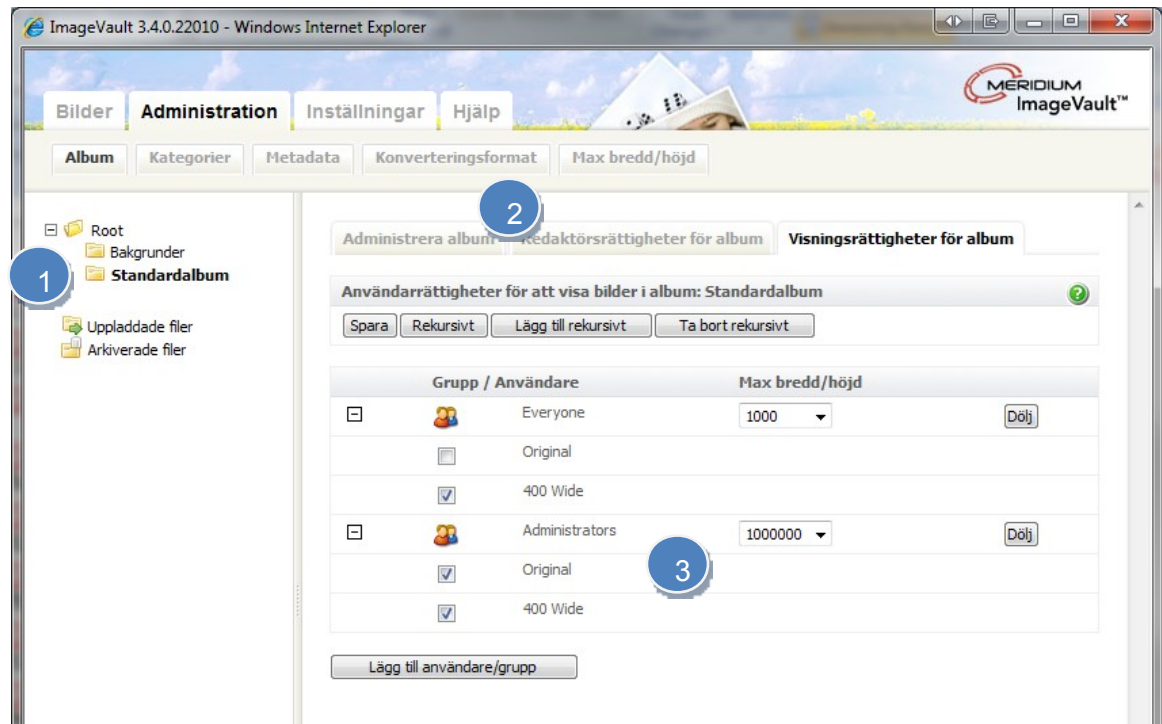 ImageVault 3.4.0.22010 - Windows Internet Explorer
MERIDIUM
ImageVault™
Bilder Administration Inställningar Hjälp
Album Kategorier Metadata Konverteringsformat Max bredd/höjd
2
Root
Bakgrunder
1 Standardalbum
Uppladdade filer
Arkiverade filer
Administrera album Redaktörsrättigheter för album Visningsrättigheter för album
Användarrättigheter för att visa bilder i album: Standardalbum
Spara Rekursivt Lägg till rekursivt Ta bort rekursivt
Grupp / Användare Max bredd/höjd
Everyone 1000 Dölj
Original
400 Wide
Administrators 1000000 Dölj
Original 3
400 Wide
Lägg till användare/grupp